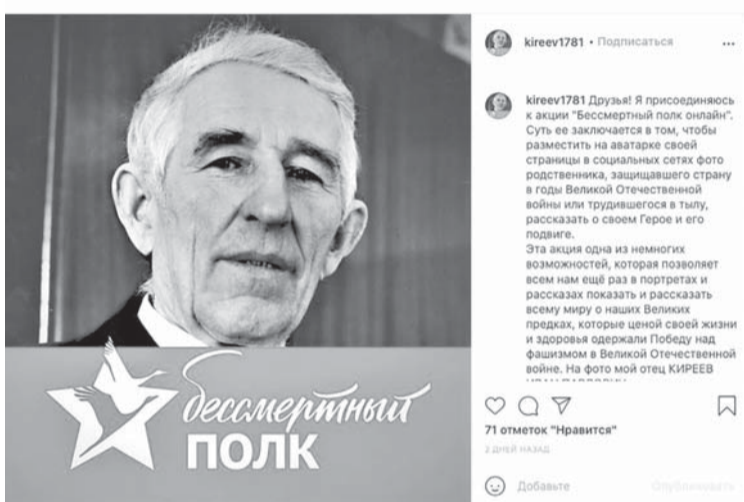 бессмертный
ПОЛК
kireev1781 • Подписаться
kireev1781 Друзья! Я присоединяюсь
к акции "Бессмертный полк онлайн".
Суть ее заключается в том, чтобы
разместить на аватарке своей
страницы в социальных сетях фото
родственника, защищавшего страну
в годы Великой Отечественной
войны или трудившегося в тылу,
рассказать о своем Герое и его
подвиге.
Эта акция одна из немногих
возможностей, которая позволяет
всем нам ещё раз в портретах и
рассказах показать и рассказать
всему миру о наших Великих
предках, которые ценой своей жизни
и здоровья одержали Победу над
фашизмом в Великой Отечественной
войне. На фото мой отец КИРЕЕВ
71 отметок "Нравится"
2 ДНЕЙ НАЗАД
Добавьте
Опубликовать